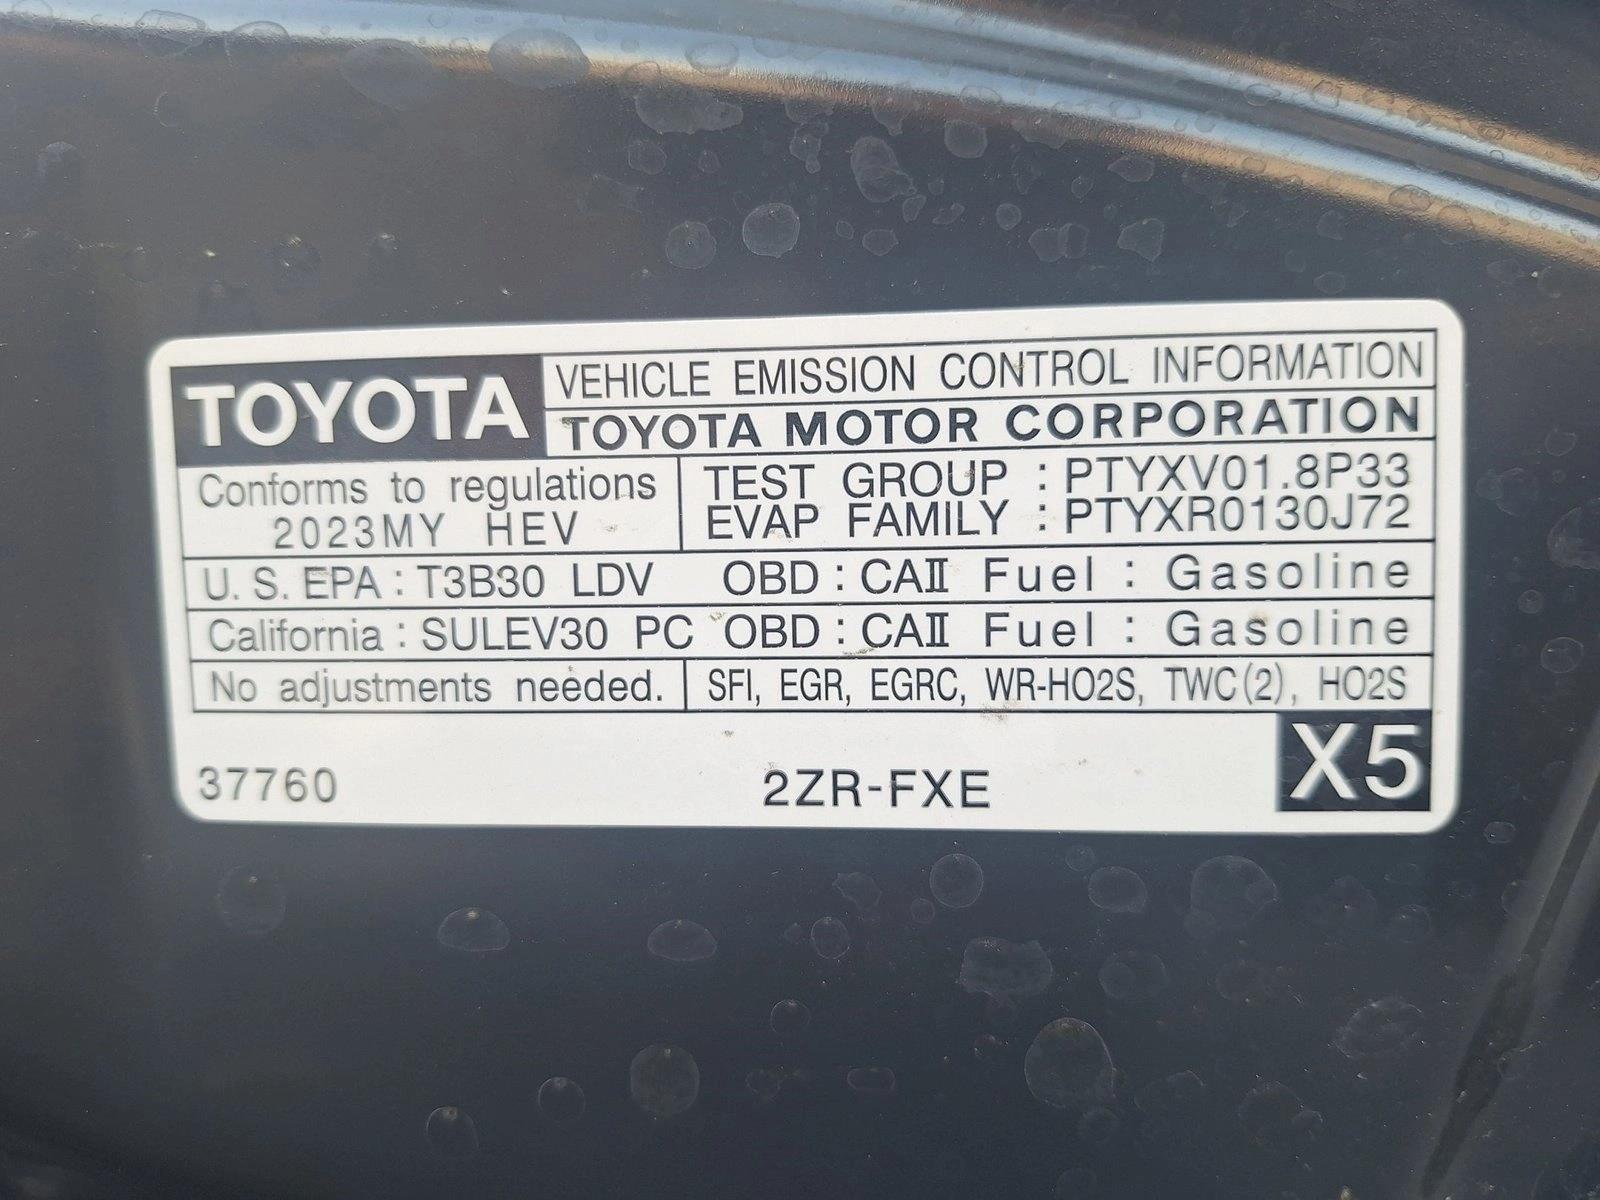 TOYOTA VEHICLE EMISSION CONTROL INFORMATION
TOYOTA MOTOR CORPORATION
Conforms to regulations
2023MY HEV
TEST GROUP : PTYXV01.8P33
EVAP FAMILY : PTYXR0130J72
U. S. EPA : T3B30 LDV OBD : CAII Fuel : Gasoline
California : SULEV30 PC OBD : CAII Fuel : Gasoline
No adjustments needed. SFI, EGR, EGRC, WR-HO2S, TWC(2), HO2S
37760 2ZR-FXE X5